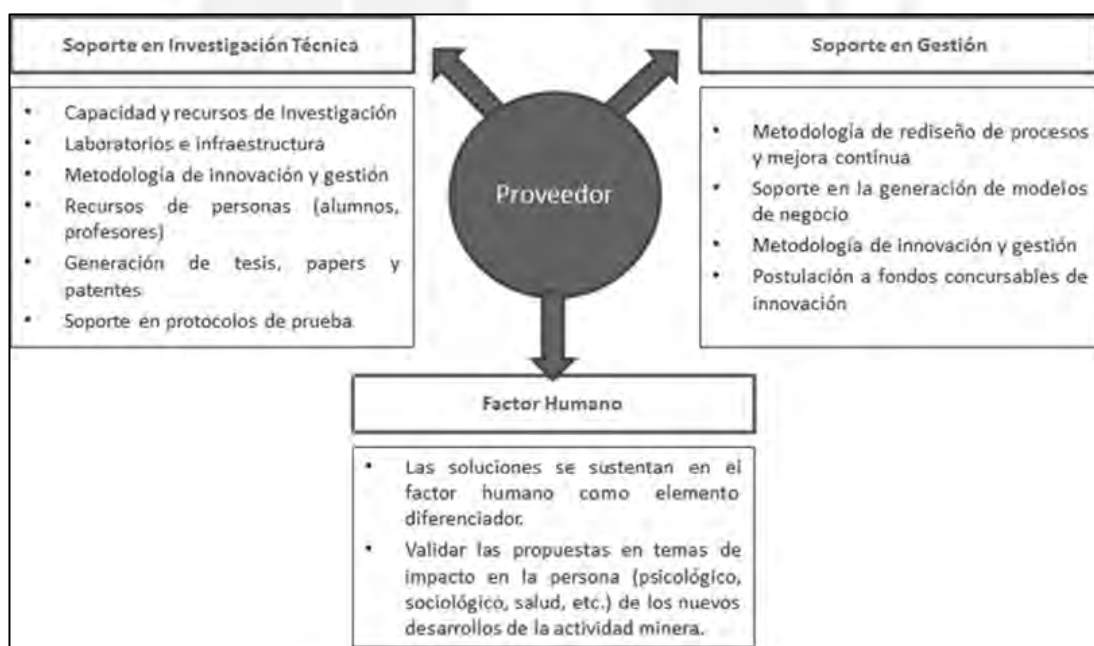 Soporte en Investigación Técnica
• Capacidad y recursos de Investigación
• Laboratorios e infraestructura
• Metodología de innovación y gestión
• Recursos de personas (alumnos,
profesores)
• Generación de tesis, papers y
patentes
• Soporte en protocolos de prueba
Proveedor
Soporte en Gestión
• Metodología de rediseño de procesos
y mejora continua
• Soporte en la generación de modelos
de negocio
• Metodología de innovación y gestión
• Postulación a fondos concursables de
innovación
Factor Humano
• Las soluciones se sustentan en el
factor humano como elemento
diferenciador.
• Validar las propuestas en temas de
impacto en la persona (psicológico,
sociológico, salud, etc.) de los nuevos
desarrollos de la actividad minera.